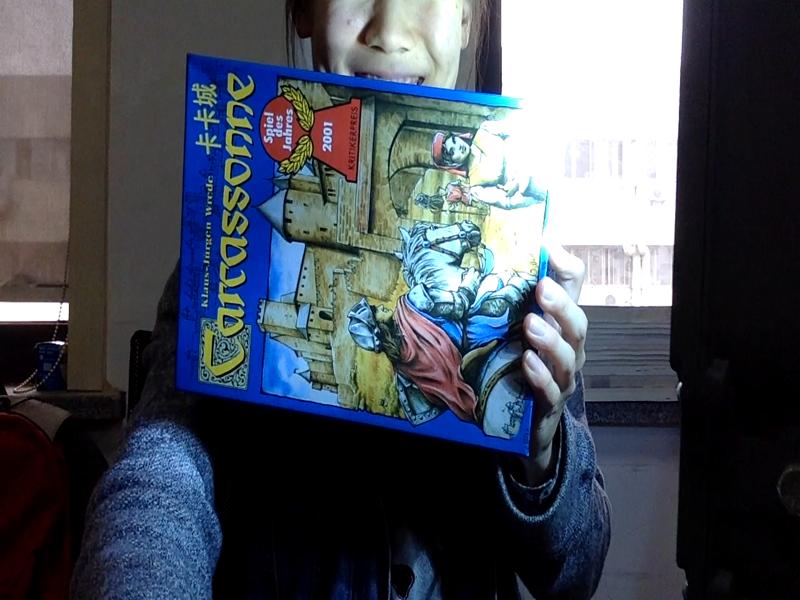 卡卡城
Klaus-Jürgen Wrede
Carcassonne
Spiel
des
Jahres
2001
KRITIKERPREIS